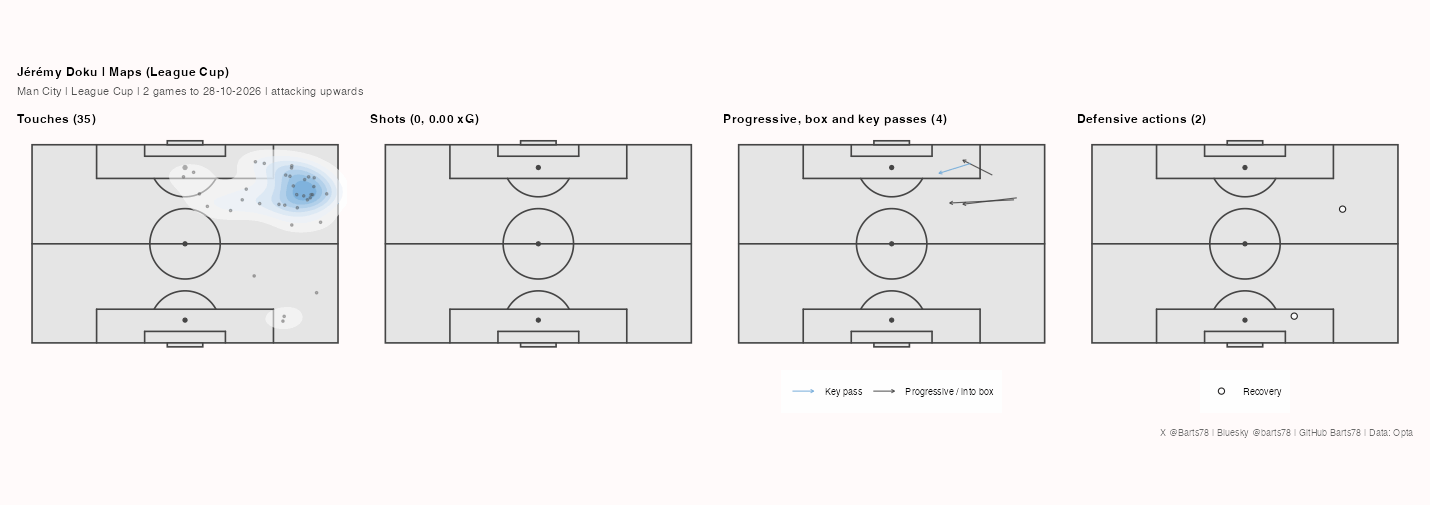 Jérémy Doku | Maps (League Cup)
Man City | League Cup | 2 games to 28-10-2026 | attacking upwards
Touches (35)
Shots (0, 0.00 xG)
Progressive, box and key passes (4)
Defensive actions (2)
Key pass
Progressive / into box
Recovery
X @Barts78 | Bluesky @barts78 | GitHub Barts78 | Data: Opta